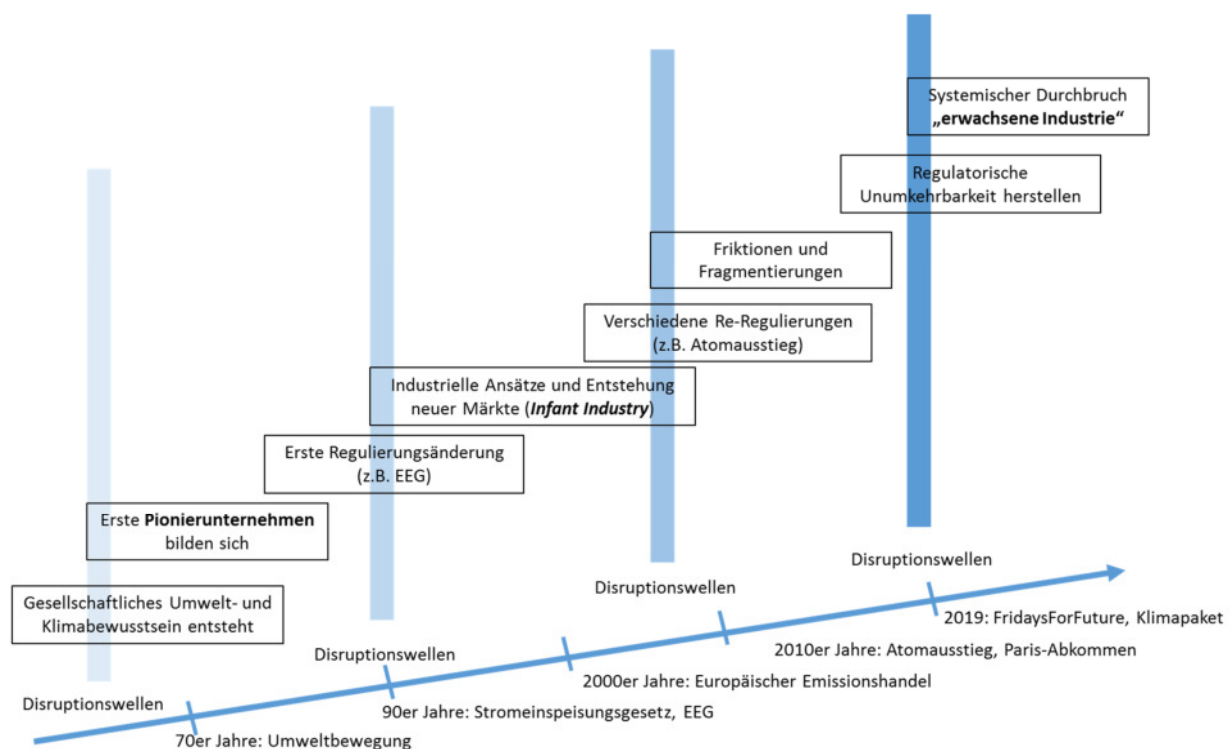 Systemischer Durchbruch
„erwachsene Industrie“
Regulatorische
Unumkehrbarkeit herstellen
Friktionen und
Fragmentierungen
Verschiedene Re-Regulierungen
(z.B. Atomausstieg)
Industrielle Ansätze und Entstehung
neuer Märkte (Infant Industry)
Erste Regulierungsänderung
(z.B. EEG)
Erste Pionierunternehmen
bilden sich
Gesellschaftliches Umwelt- und
Klimabewusstsein entsteht
Disruptionswellen
Disruptionswellen
Disruptionswellen
Disruptionswellen
2019: FridaysForFuture, Klimapaket
2010er Jahre: Atomausstieg, Paris-Abkommen
2000er Jahre: Europäischer Emissionshandel
90er Jahre: Stromeinspeisungsgesetz, EEG
70er Jahre: Umweltbewegung